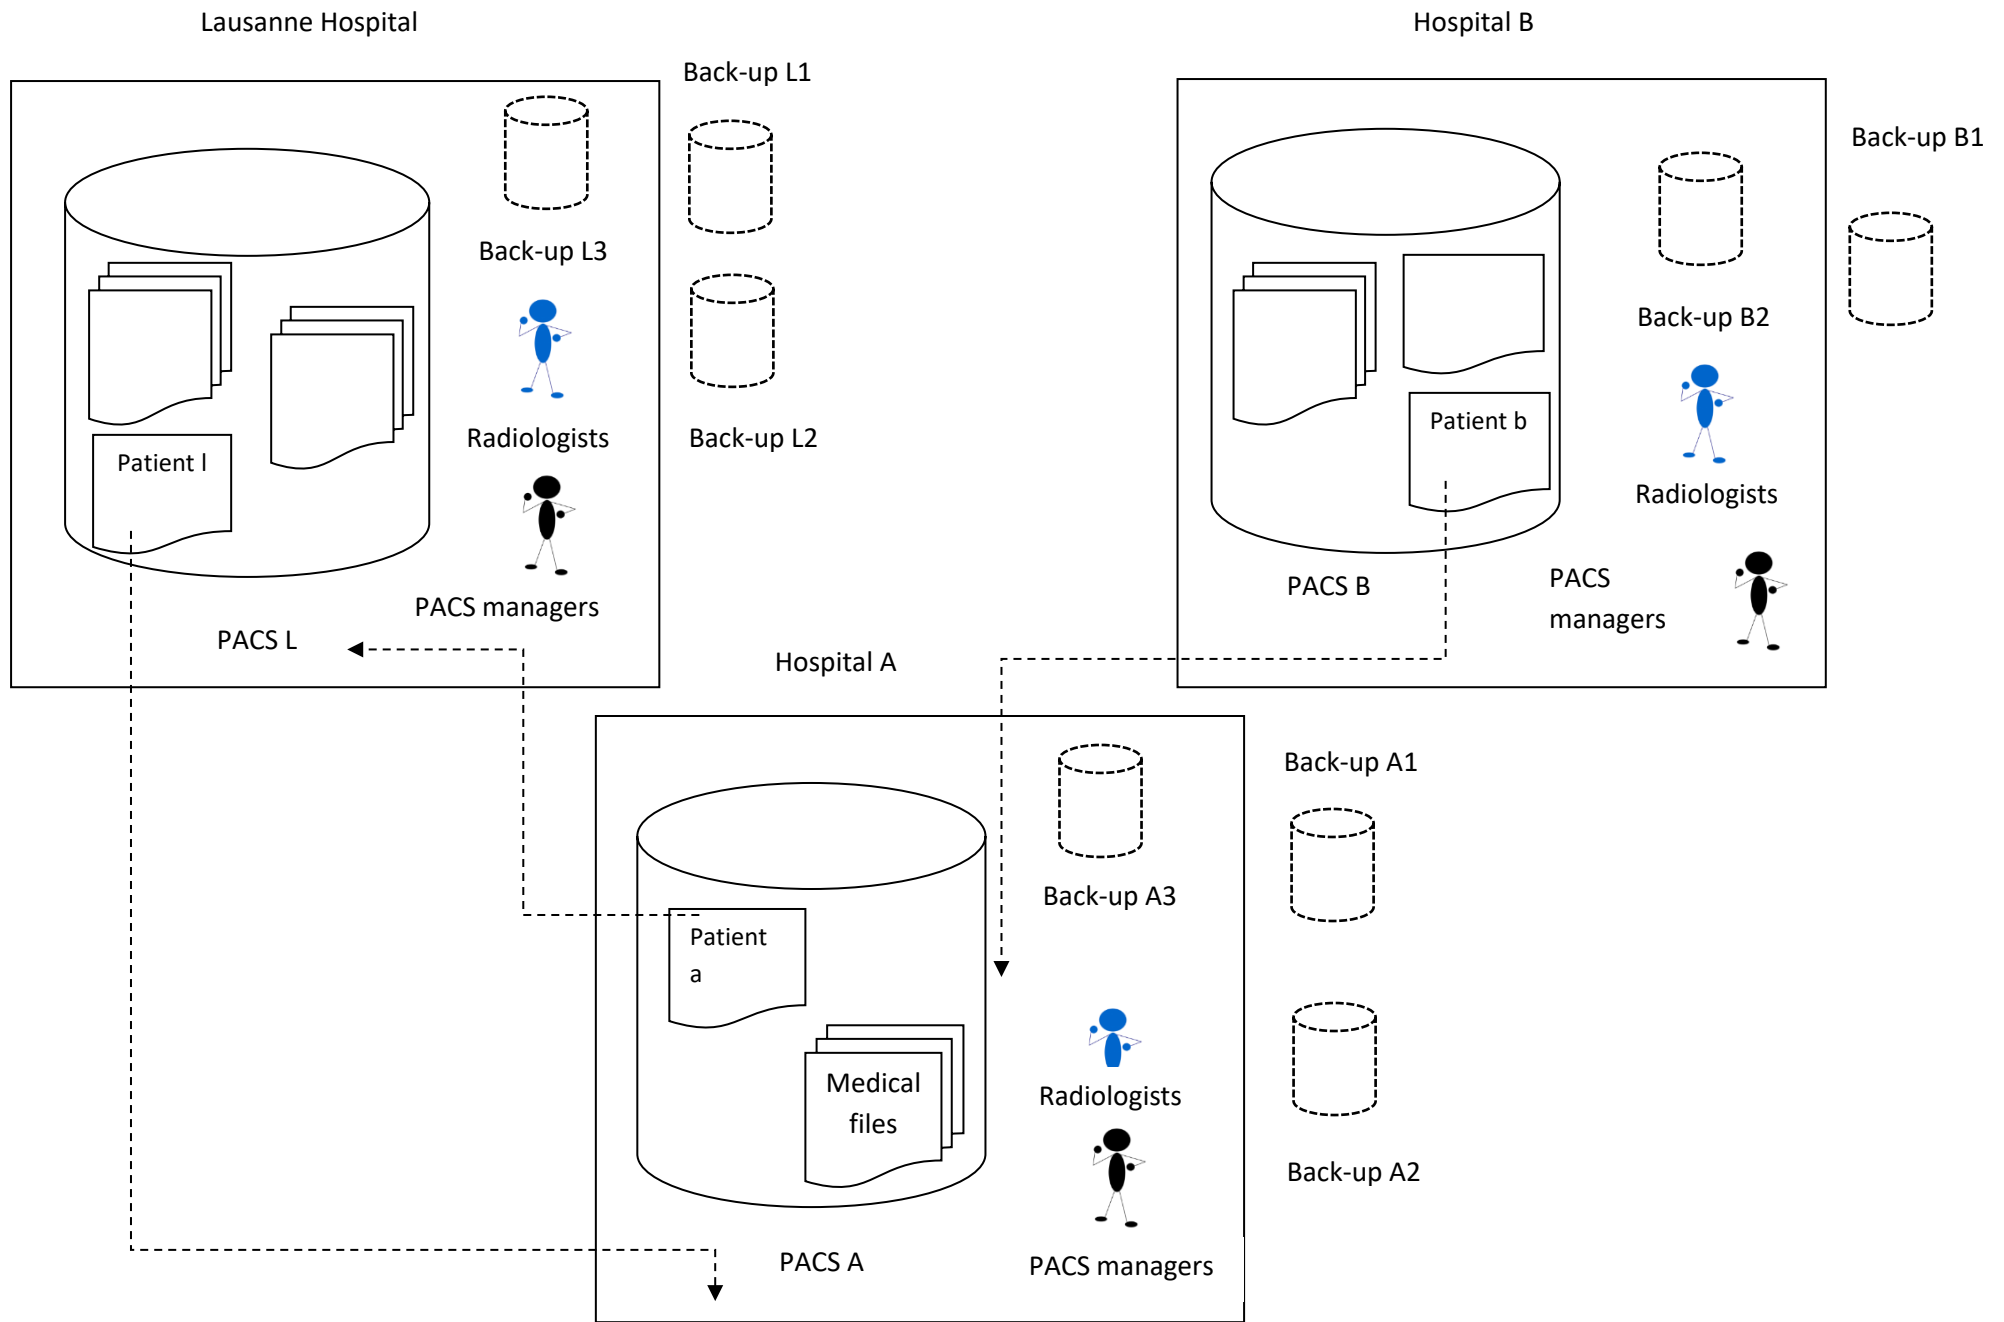 Lausanne Hospital
Hospital B
Back-up L1
Back-up L3
Patient l
Radiologists
Back-up L2
PACS managers
PACS L
Back-up B1
Back-up B2
Patient b
Radiologists
PACS B
PACS
managers
Hospital A
Back-up A1
Back-up A3
Patient
a
Medical
files
Radiologists
Back-up A2
PACS A
PACS managers